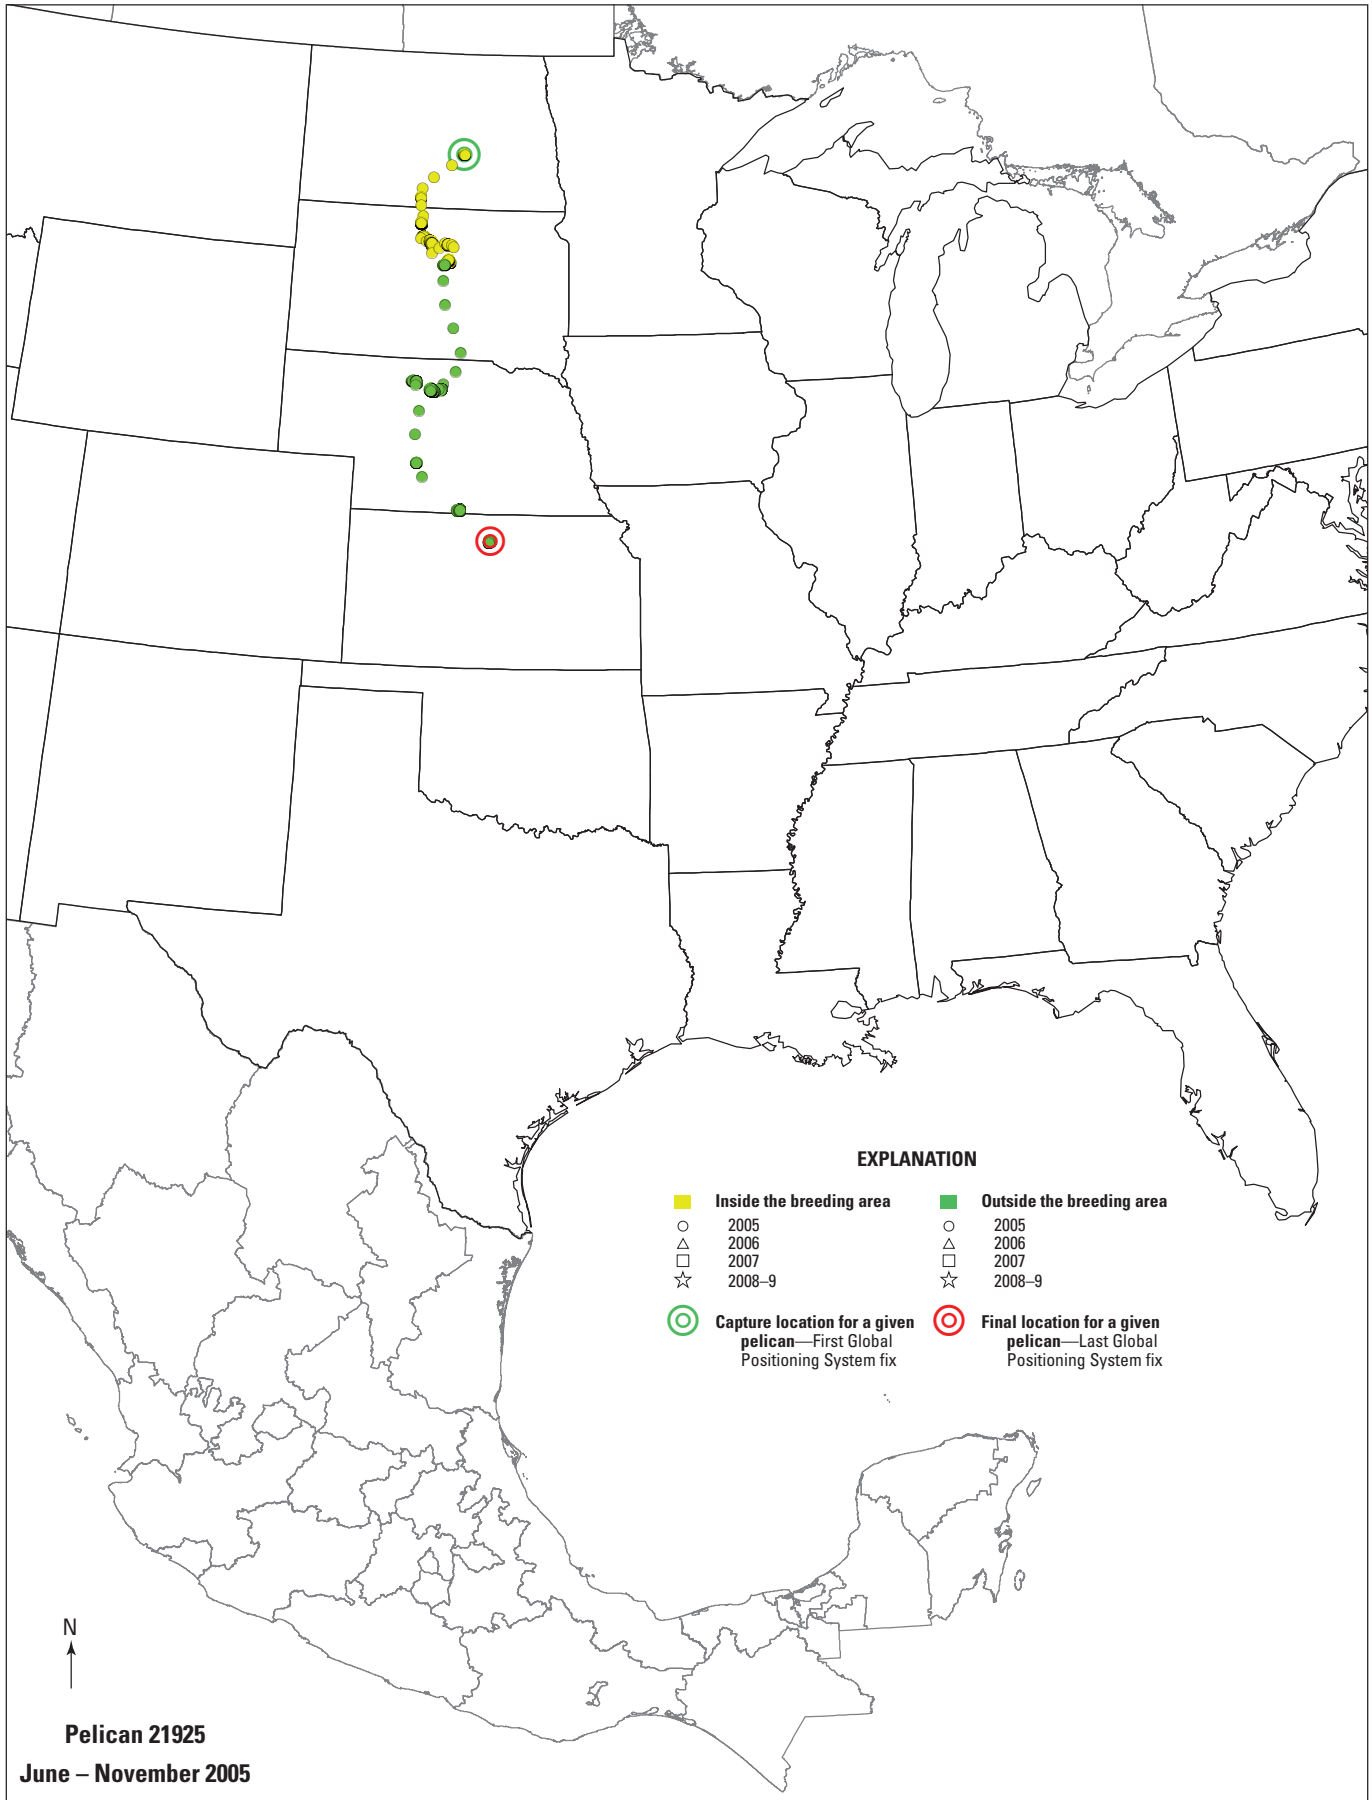 EXPLANATION
Inside the breeding area
2005
2006
2007
2008–9
Capture location for a given
pelican—First Global
Positioning System fix
Outside the breeding area
2005
2006
2007
2008–9
Final location for a given
pelican—Last Global
Positioning System fix
N
Pelican 21925
June – November 2005